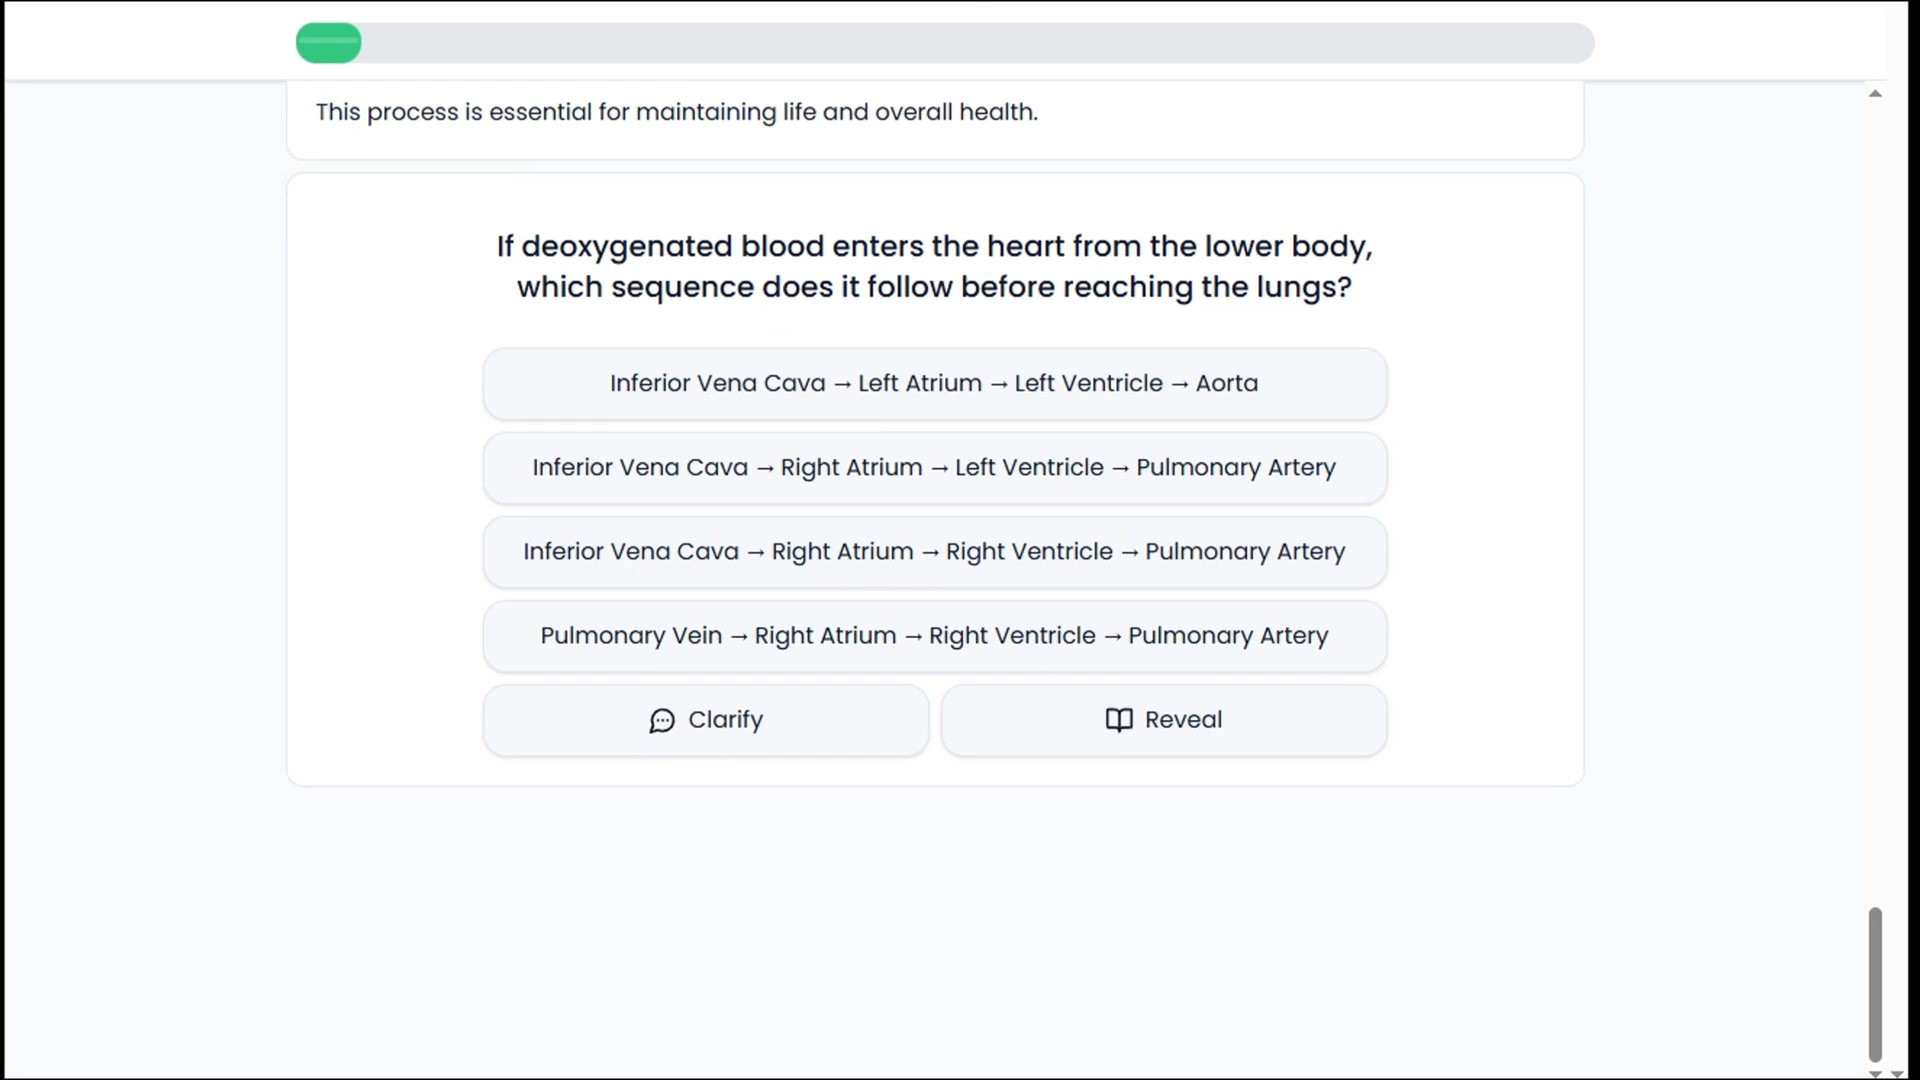 This process is essential for maintaining life and overall health.
If deoxygenated blood enters the heart from the lower body,
which sequence does it follow before reaching the lungs?
Inferior Vena Cava → Left Atrium → Left Ventricle → Aorta
Inferior Vena Cava → Right Atrium → Left Ventricle → Pulmonary Artery
Inferior Vena Cava → Right Atrium → Right Ventricle → Pulmonary Artery
Pulmonary Vein → Right Atrium → Right Ventricle → Pulmonary Artery
Clarify
Reveal